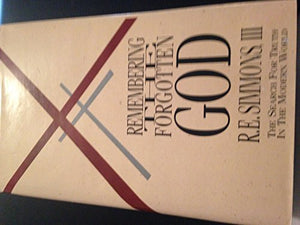 REMEMBERING
THE
FORGOTTEN
GOD
R.E. SIMMONS III
THE SEARCH FOR TRUTH
IN THE MODERN WORLD